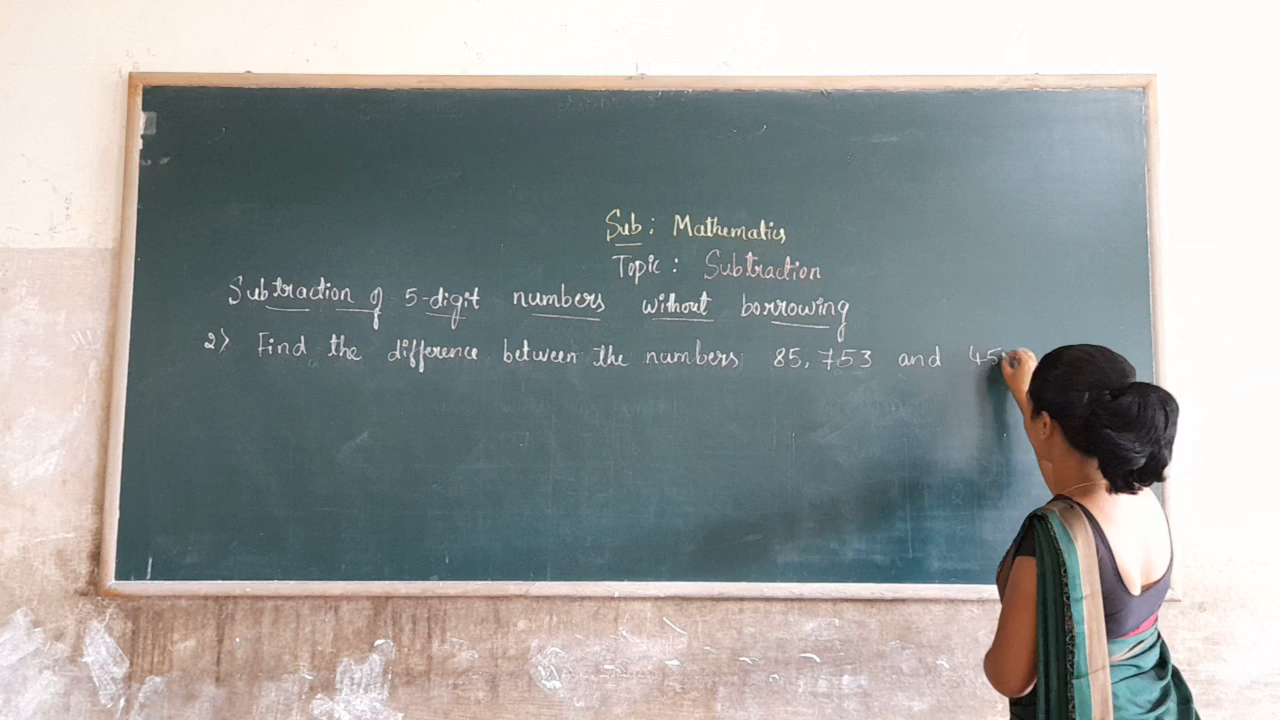 Sub: Mathematics
Topic: Subtraction
Subtraction of 5-digit numbers without borrowing
2) Find the difference between the numbers 85,753 and 45